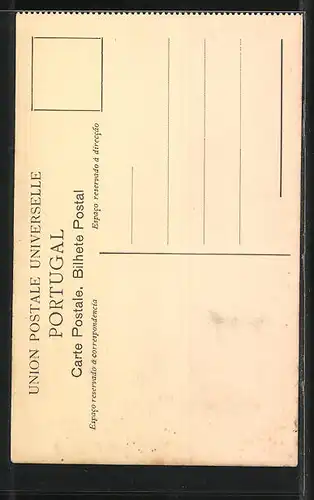 UNION POSTALE UNIVERSELLE
PORTUGAL
Carte Postale, Bilhete Postal
Espaço reservado á correspondencia
Espaço reservado á direcção